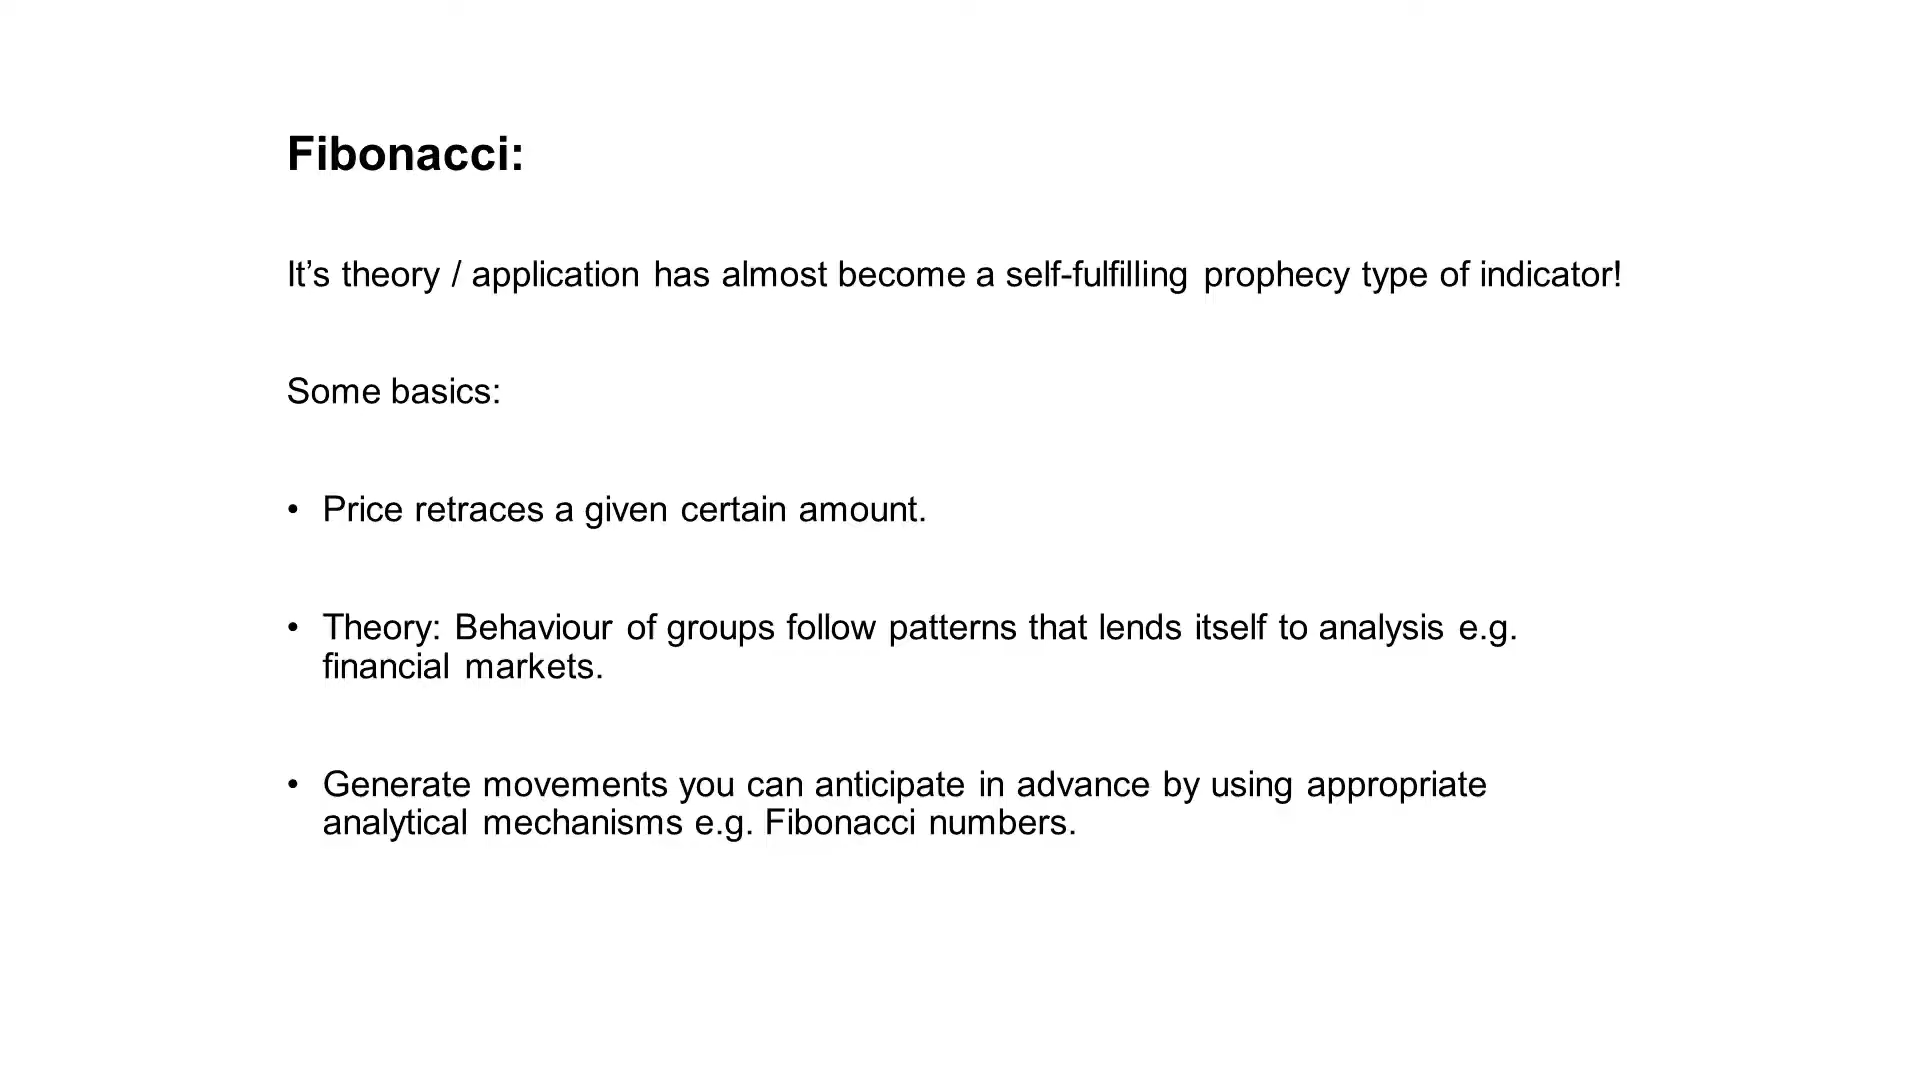 Fibonacci:
It’s theory / application has almost become a self-fulfilling prophecy type of indicator!
Some basics:
• Price retraces a given certain amount.
• Theory: Behaviour of groups follow patterns that lends itself to analysis e.g.
financial markets.
• Generate movements you can anticipate in advance by using appropriate
analytical mechanisms e.g. Fibonacci numbers.